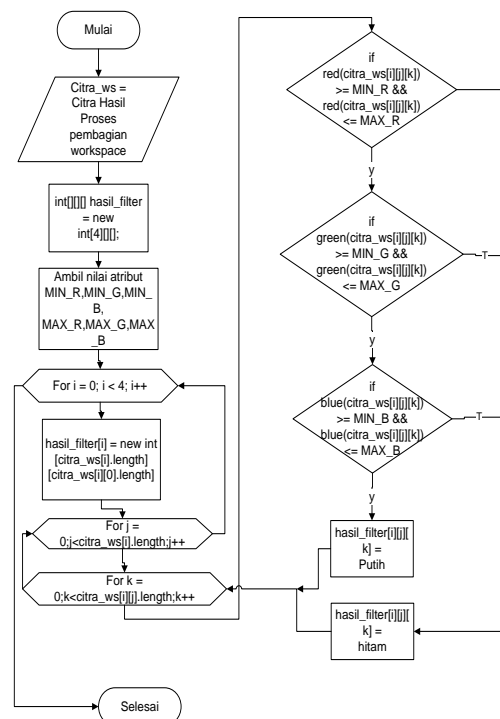 Mulai
Citra_ws =
Citra Hasil
Proses
pembagian
workspace
int[][][] hasil_filter
= new
int[4][][];
Ambil nilai atribut
MIN_R,MIN_G,MIN_
B,
MAX_R,MAX_G,MAX
_B
For i = 0; i < 4; i++
hasil_filter[i] = new int
[citra_ws[i].length]
[citra_ws[i][0].length]
For j =
0;j<citra_ws[i].length;j++
For k =
0;k<citra_ws[i][j].length;k++
Selesai
if
red(citra_ws[i][j][k])
>= MIN_R &&
red(citra_ws[i][j][k])
<= MAX_R
y
if
green(citra_ws[i][j][k])
>= MIN_G &&
green(citra_ws[i][j][k])
<= MAX_G
T
y
if
blue(citra_ws[i][j][k])
>= MIN_B &&
blue(citra_ws[i][j][k])
<= MAX_B
T
y
hasil_filter[i][j][
k] =
Putih
hasil_filter[i][j][
k] =
hitam